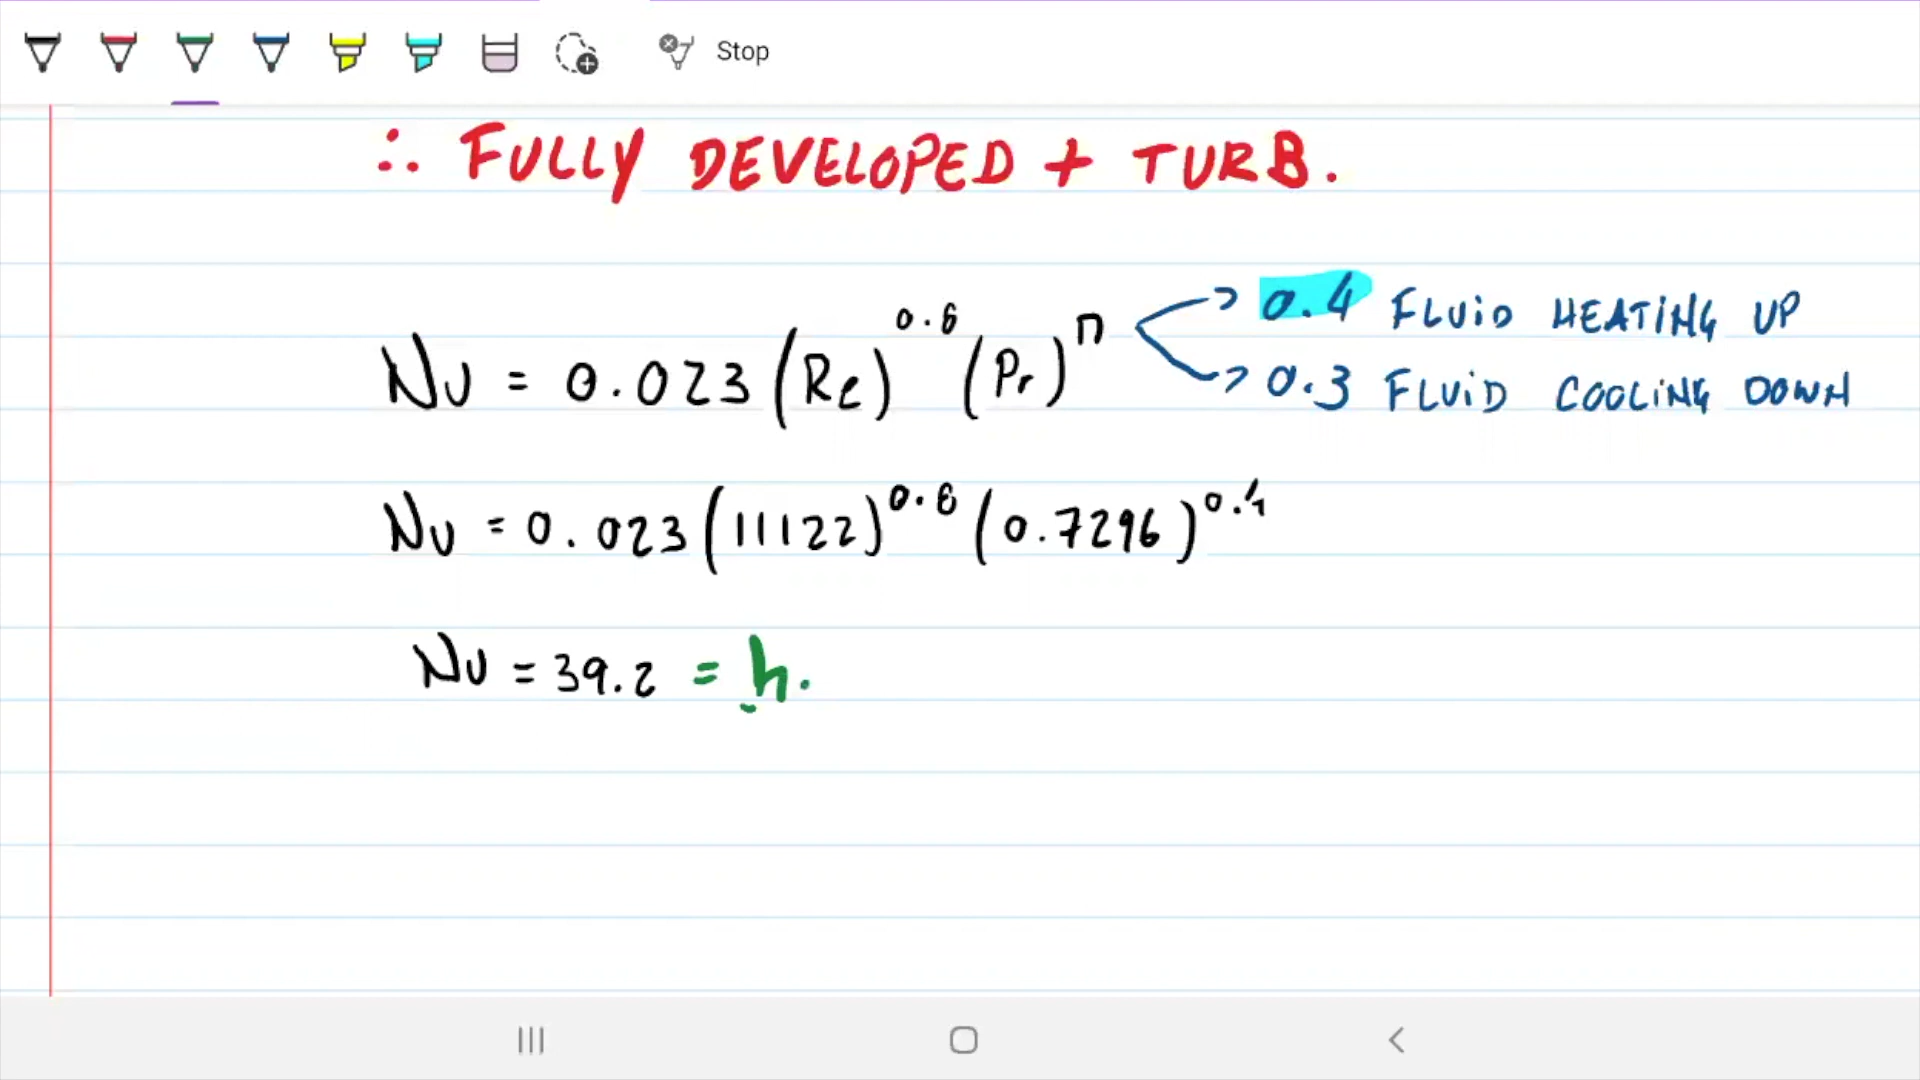 Stop
∴ FULLY DEVELOPED + TURB.
Nu = 0.023 (Re)^0.8 (Pr)^n → 0.4 FLUID HEATING UP
→ 0.3 FLUID COOLING DOWN
Nu = 0.023 (11122)^0.8 (0.7296)^0.4
Nu = 39.2 = h.